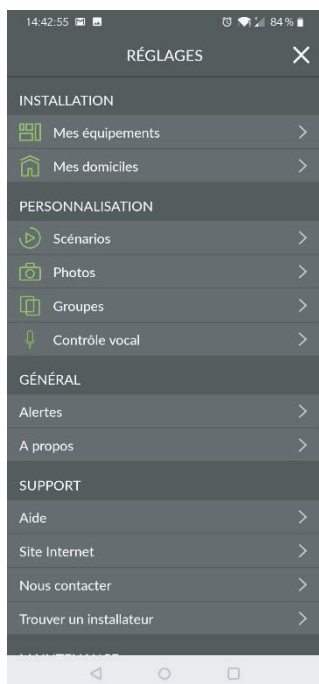 14:42:55 84 %
RÉGLAGES
INSTALLATION
Mes équipements
Mes domiciles
PERSONNALISATION
Scénarios
Photos
Groupes
Contrôle vocal
GÉNÉRAL
Alertes
A propos
SUPPORT
Aide
Site Internet
Nous contacter
Trouver un installateur